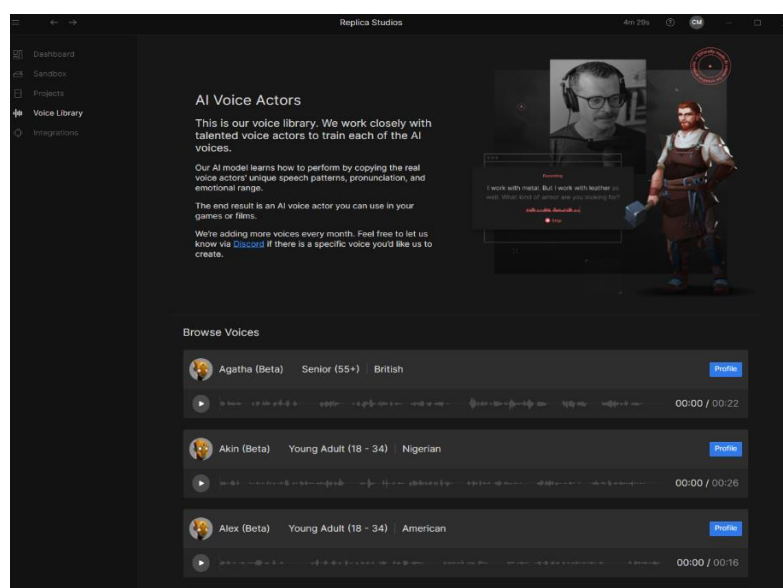 Replica Studios
4m 29s
CM
Dashboard
Sandbox
Projects
Voice Library
Integrations
AI Voice Actors
This is our voice library. We work closely with
talented voice actors to train each of the AI
voices.
Our AI model learns how to perform by copying the real
voice actors' unique speech patterns, pronunciation, and
emotional range.
The end result is an AI voice actor you can use in your
games or films.
We're adding more voices every month. Feel free to let us
know via Discord if there is a specific voice you'd like us to
create.
Recording
I work with metal. But I work with leather as
well. What kind of armor are you looking for?
Stop
Browse Voices
Agatha (Beta) Senior (55+) British
Profile
00:00 / 00:22
Akin (Beta) Young Adult (18 - 34) Nigerian
Profile
00:00 / 00:26
Alex (Beta) Young Adult (18 - 34) American
Profile
00:00 / 00:16